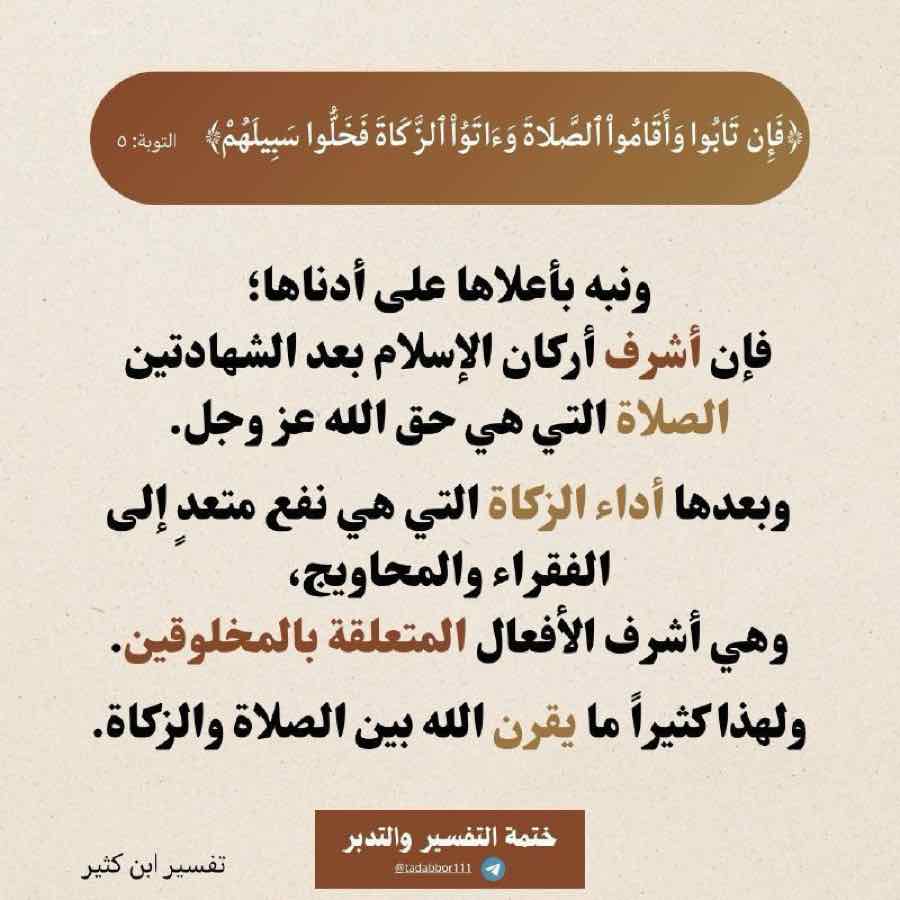 ﴿فَإِن تَابُوا وَأَقَامُواْ ٱلصَّلَاةَ وَءَاتَوُاْ ٱلزَّكَاةَ فَخَلُّوا سَبِيلَهُمْ﴾ التوبة: ٥
ونبه بأعلاها على أدناها؛
فإن أشرف أركان الإسلام بعد الشهادتين
الصلاة التي هي حق الله عز وجل.
وبعدها أداء الزكاة التي هي نفع متعدٍ إلى
الفقراء والمحاويج،
وهي أشرف الأفعال المتعلقة بالمخلوقين.
ولهذا كثيراً ما يقرن الله بين الصلاة والزكاة.
ختمة التفسير والتدبر
@tadabbor111
تفسير ابن كثير